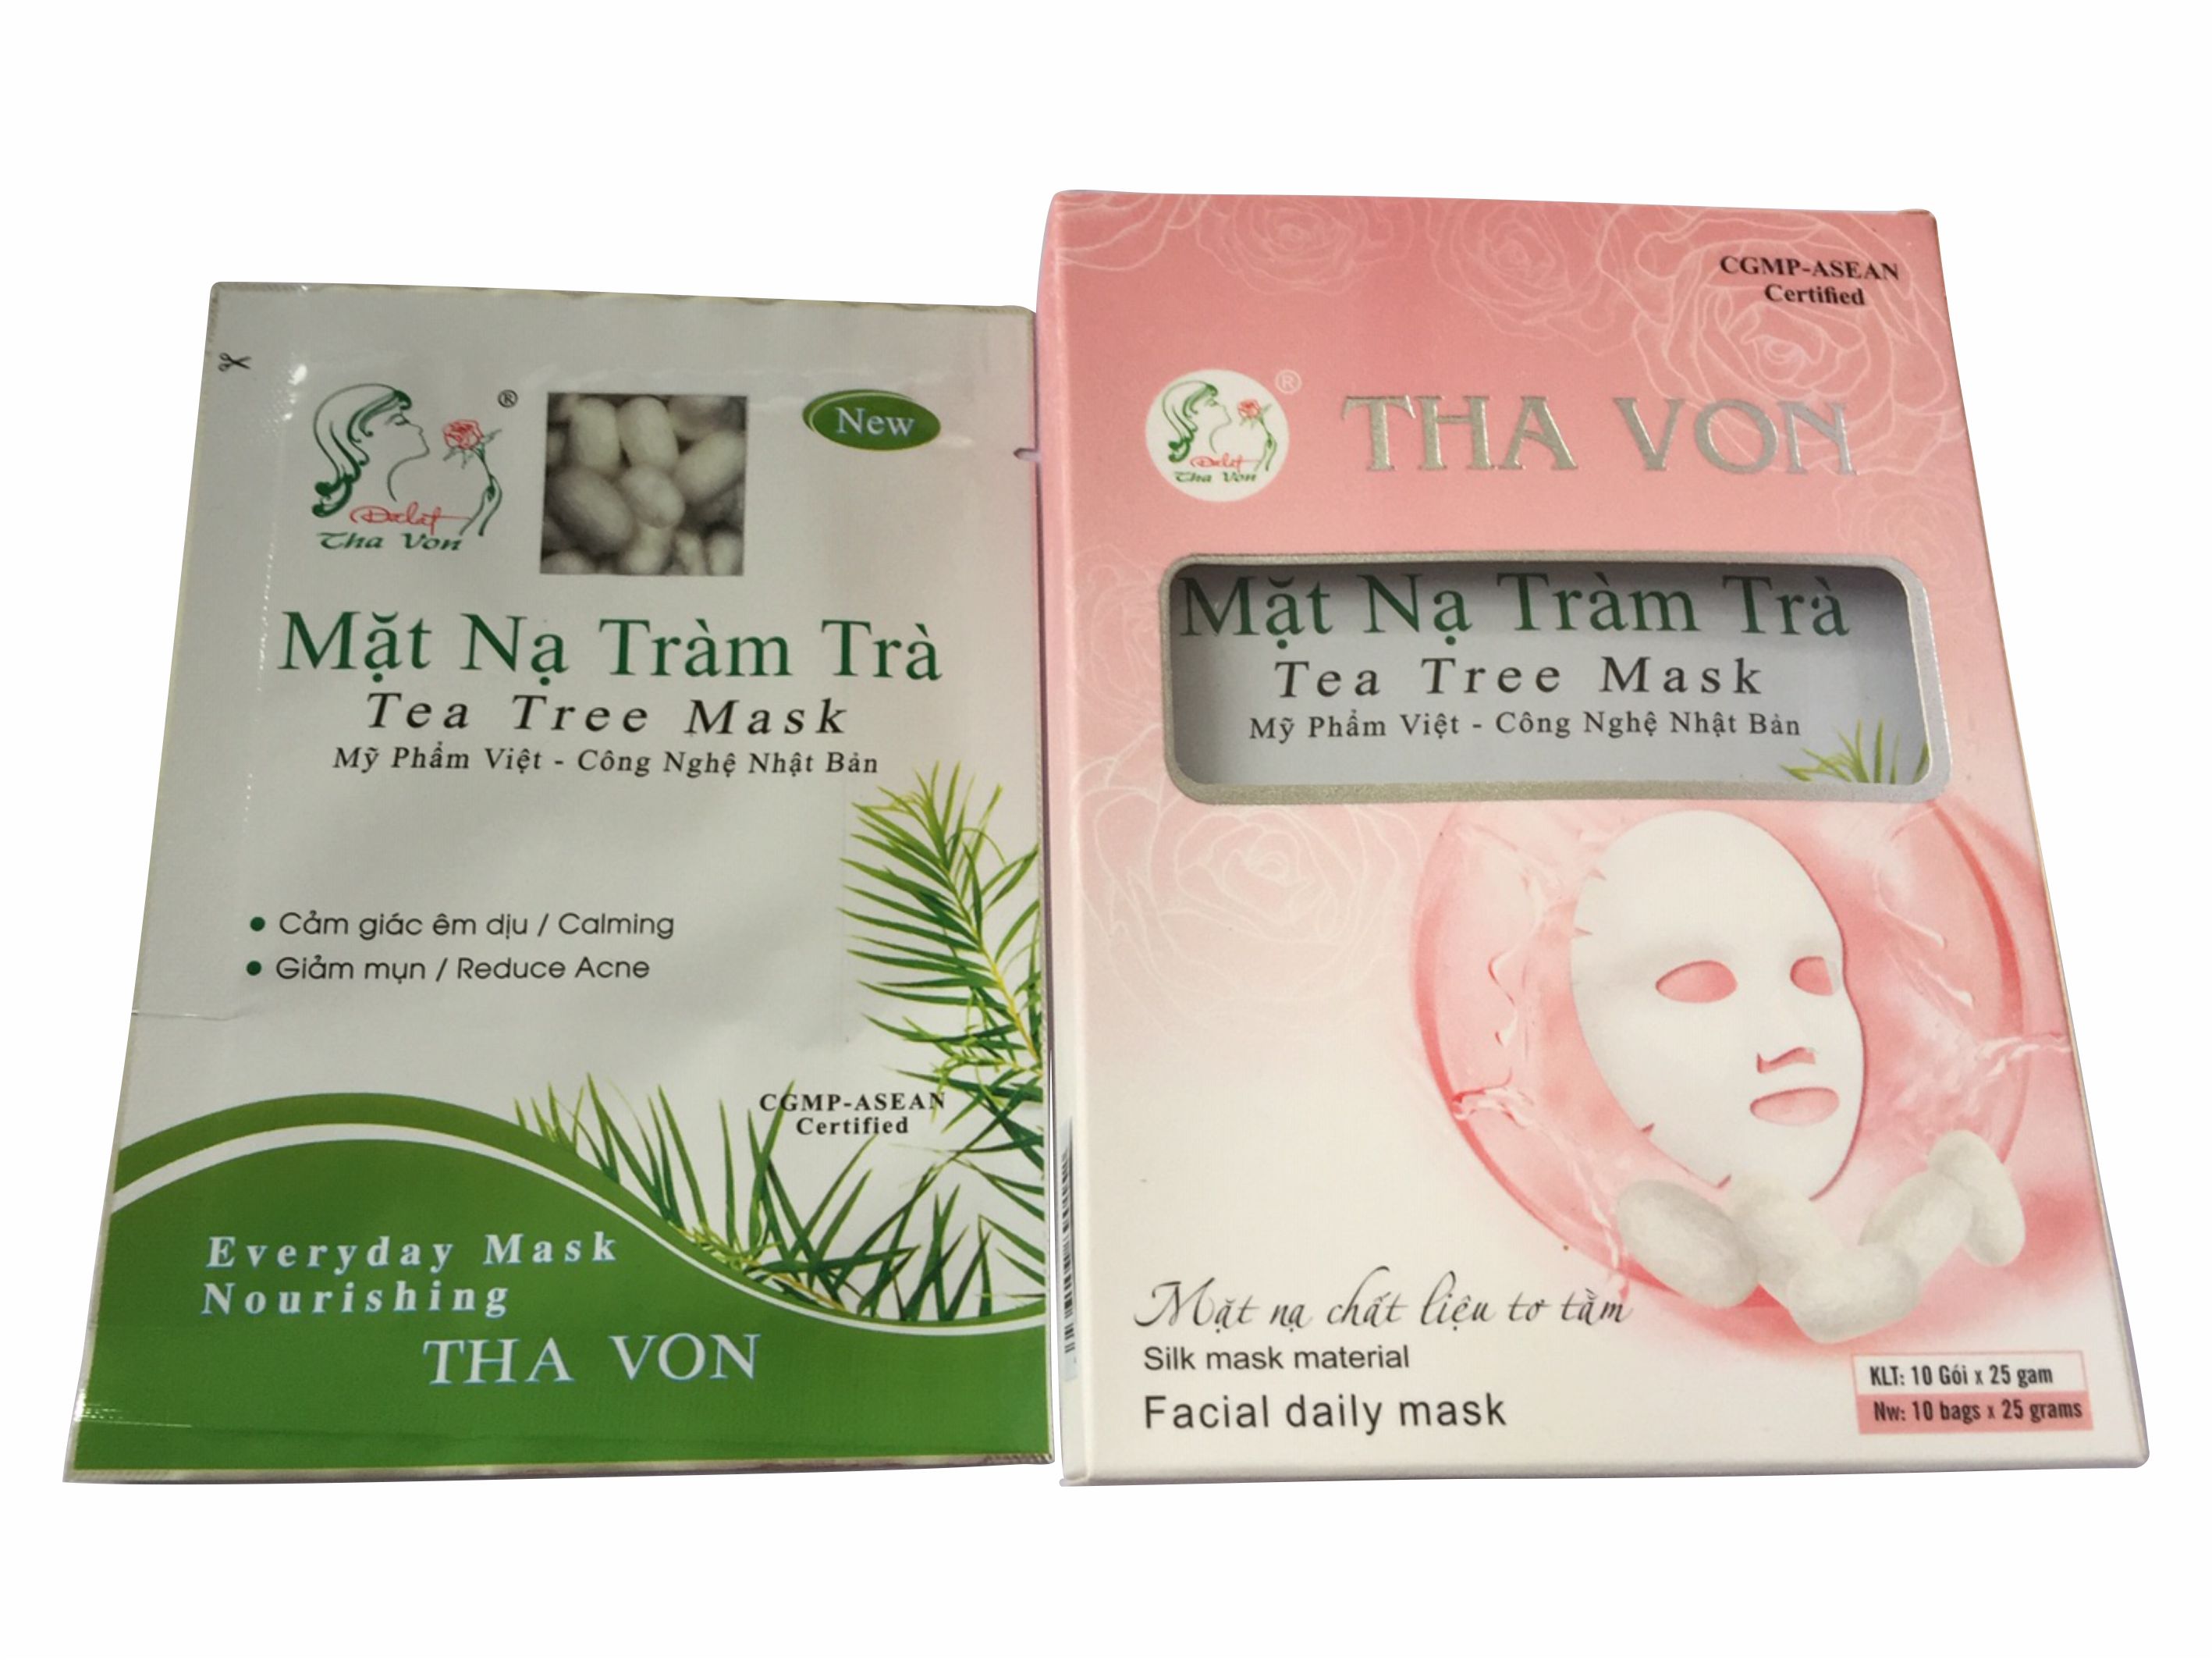 ®
New
Đalat
Tha Von
Mặt Nạ Tràm Trà
Tea Tree Mask
Mỹ Phẩm Việt - Công Nghệ Nhật Bản
• Cảm giác êm dịu / Calming
• Giảm mụn / Reduce Acne
CGMP-ASEAN
Certified
Everyday Mask
Nourishing
THA VON
CGMP-ASEAN
Certified
®
THA VON
Đalat
Tha Von
Mặt Nạ Tràm Trà
Tea Tree Mask
Mỹ Phẩm Việt - Công Nghệ Nhật Bản
Mặt nạ chất liệu tơ tằm
Silk mask material
Facial daily mask
KLT: 10 Gói x 25 gam
Nw: 10 bags x 25 grams